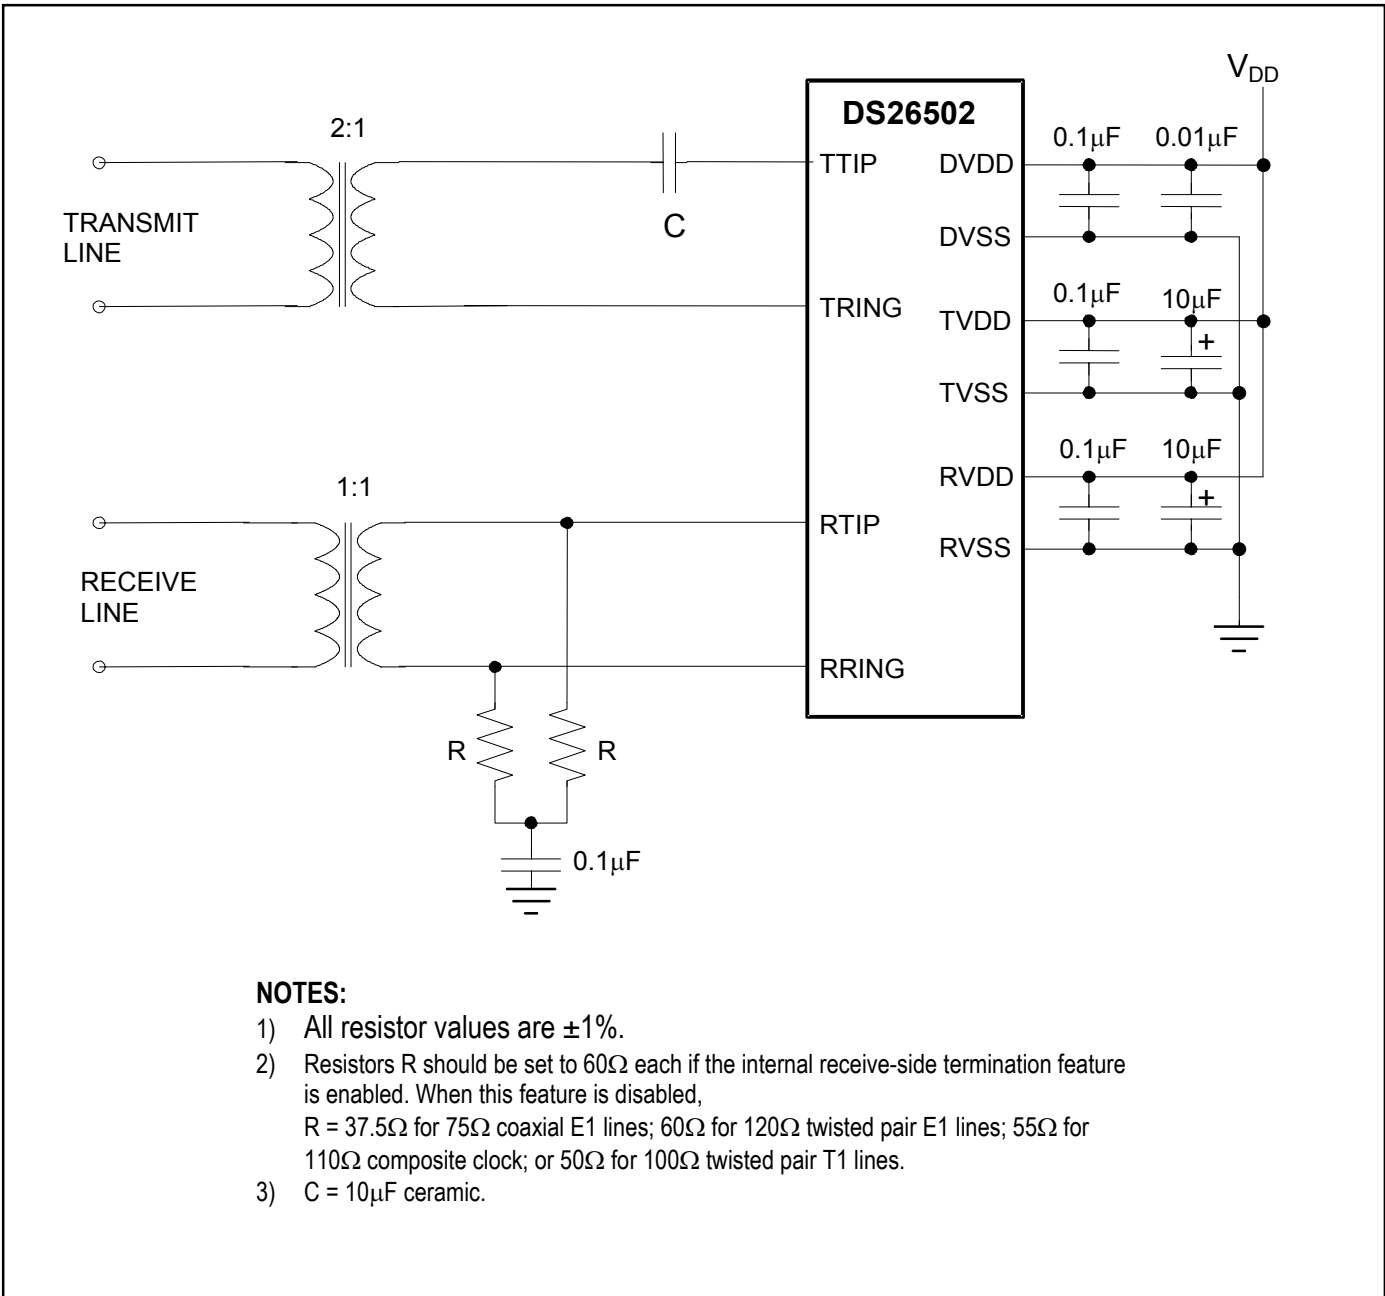 V_DD
DS26502
2:1
0.1µF 0.01µF
TTIP DVDD
TRANSMIT
LINE
C
DVSS
0.1µF 10µF
TRING TVDD
+
TVSS
0.1µF 10µF
RVDD
1:1
+
RTIP
RVSS
RECEIVE
LINE
RRING
R R
0.1µF
NOTES:
1) All resistor values are ±1%.
2) Resistors R should be set to 60Ω each if the internal receive-side termination feature
is enabled. When this feature is disabled,
R = 37.5Ω for 75Ω coaxial E1 lines; 60Ω for 120Ω twisted pair E1 lines; 55Ω for
110Ω composite clock; or 50Ω for 100Ω twisted pair T1 lines.
3) C = 10µF ceramic.